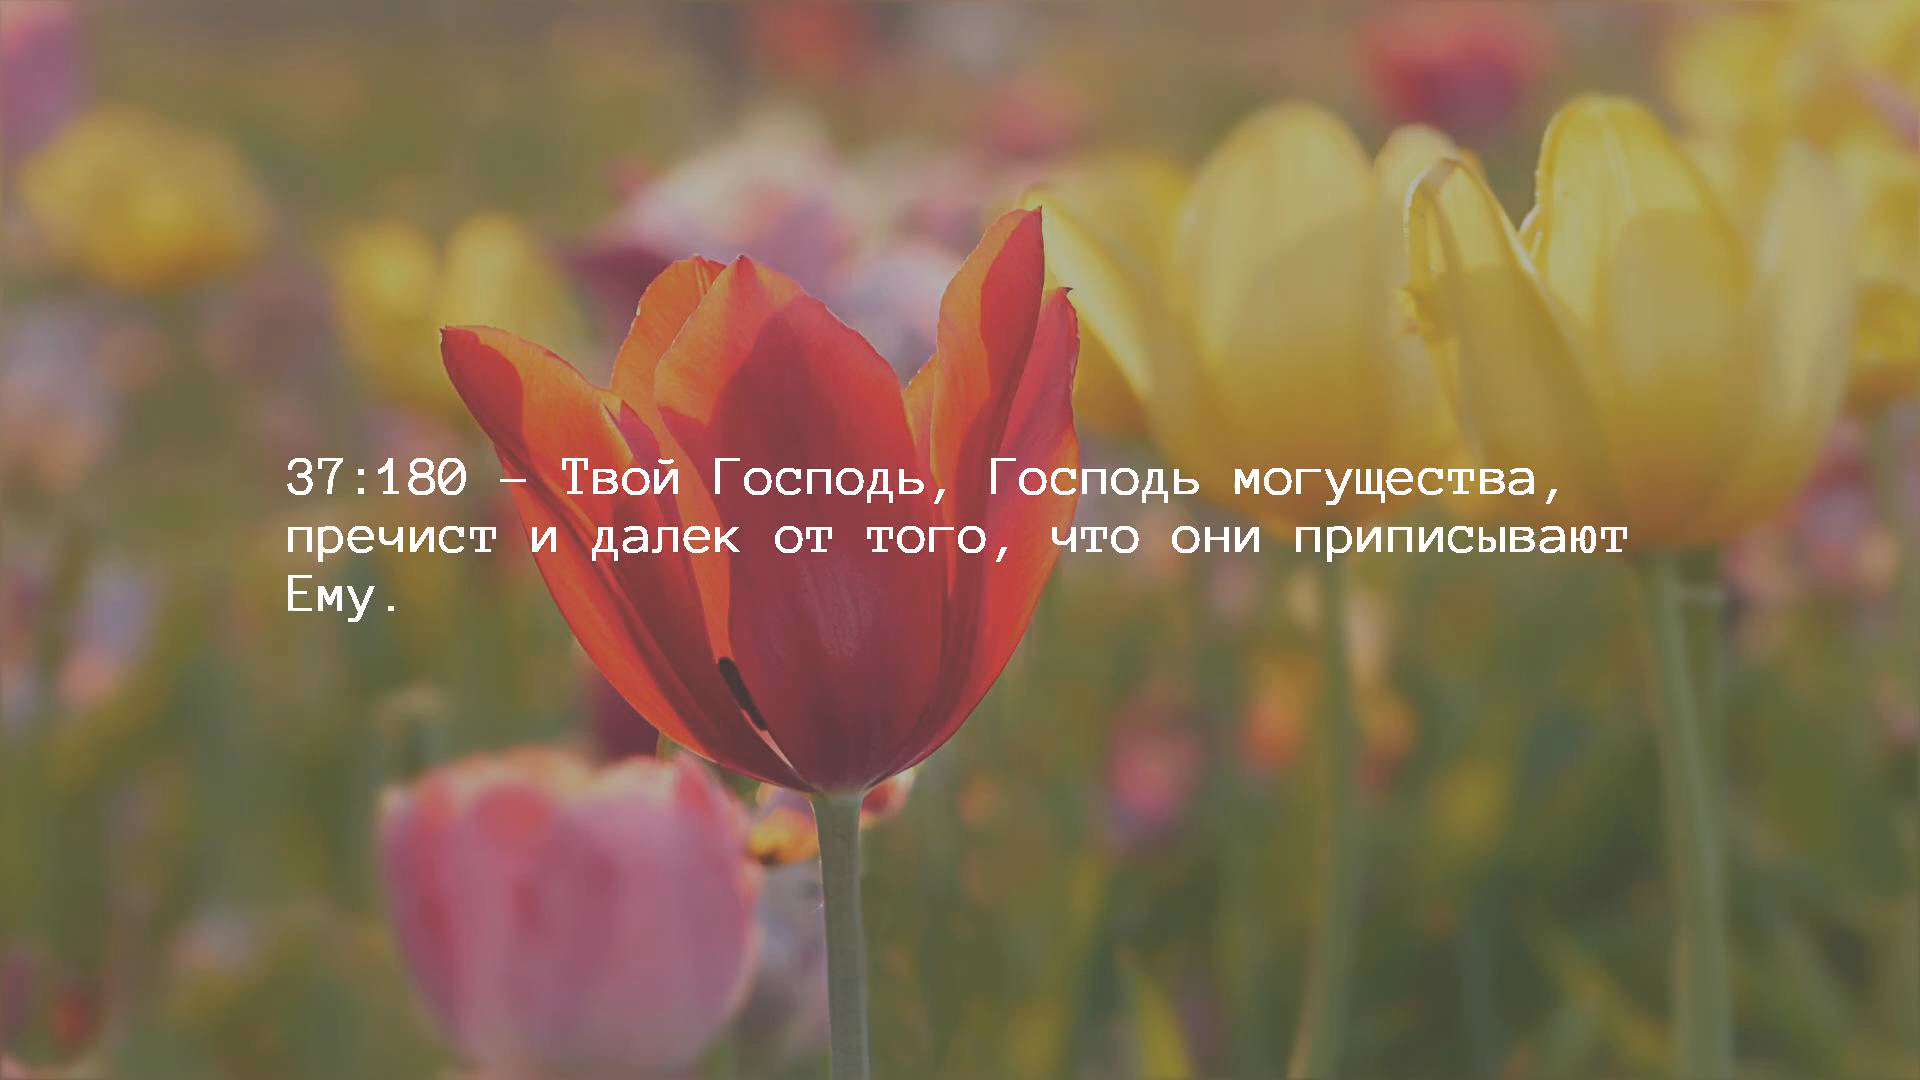 37:180 – Твой Господь, Господь могущества,
пречист и далек от того, что они приписывают
Ему.